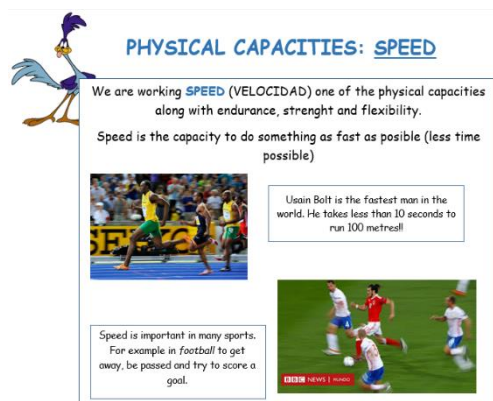 PHYSICAL CAPACITIES: SPEED
We are working SPEED (VELOCIDAD) one of the physical capacities
along with endurance, strenght and flexibility.
Speed is the capacity to do something as fast as posible (less time
possible)
Usain Bolt is the fastest man in the
world. He takes less than 10 seconds to
run 100 metres!!
Speed is important in many sports.
For example in football to get
away, be passed and try to score a
goal.
BBC NEWS | MUNDO